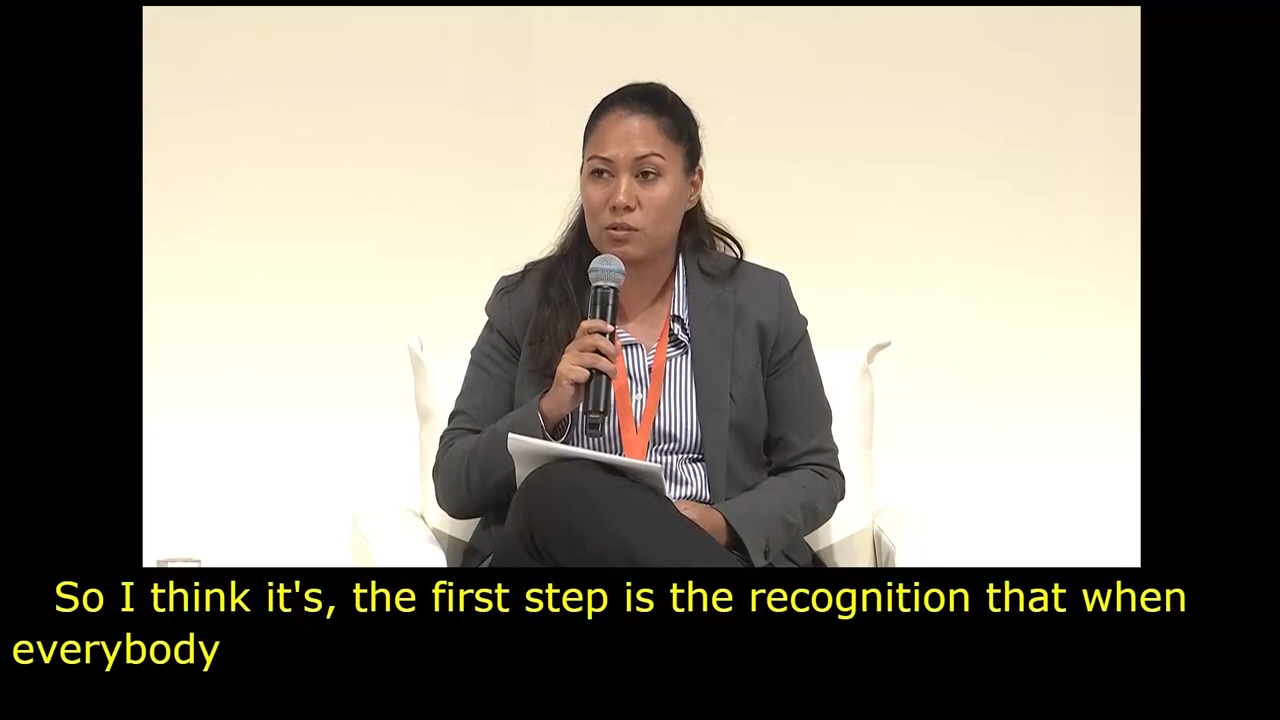 So I think it's, the first step is the recognition that when
everybody